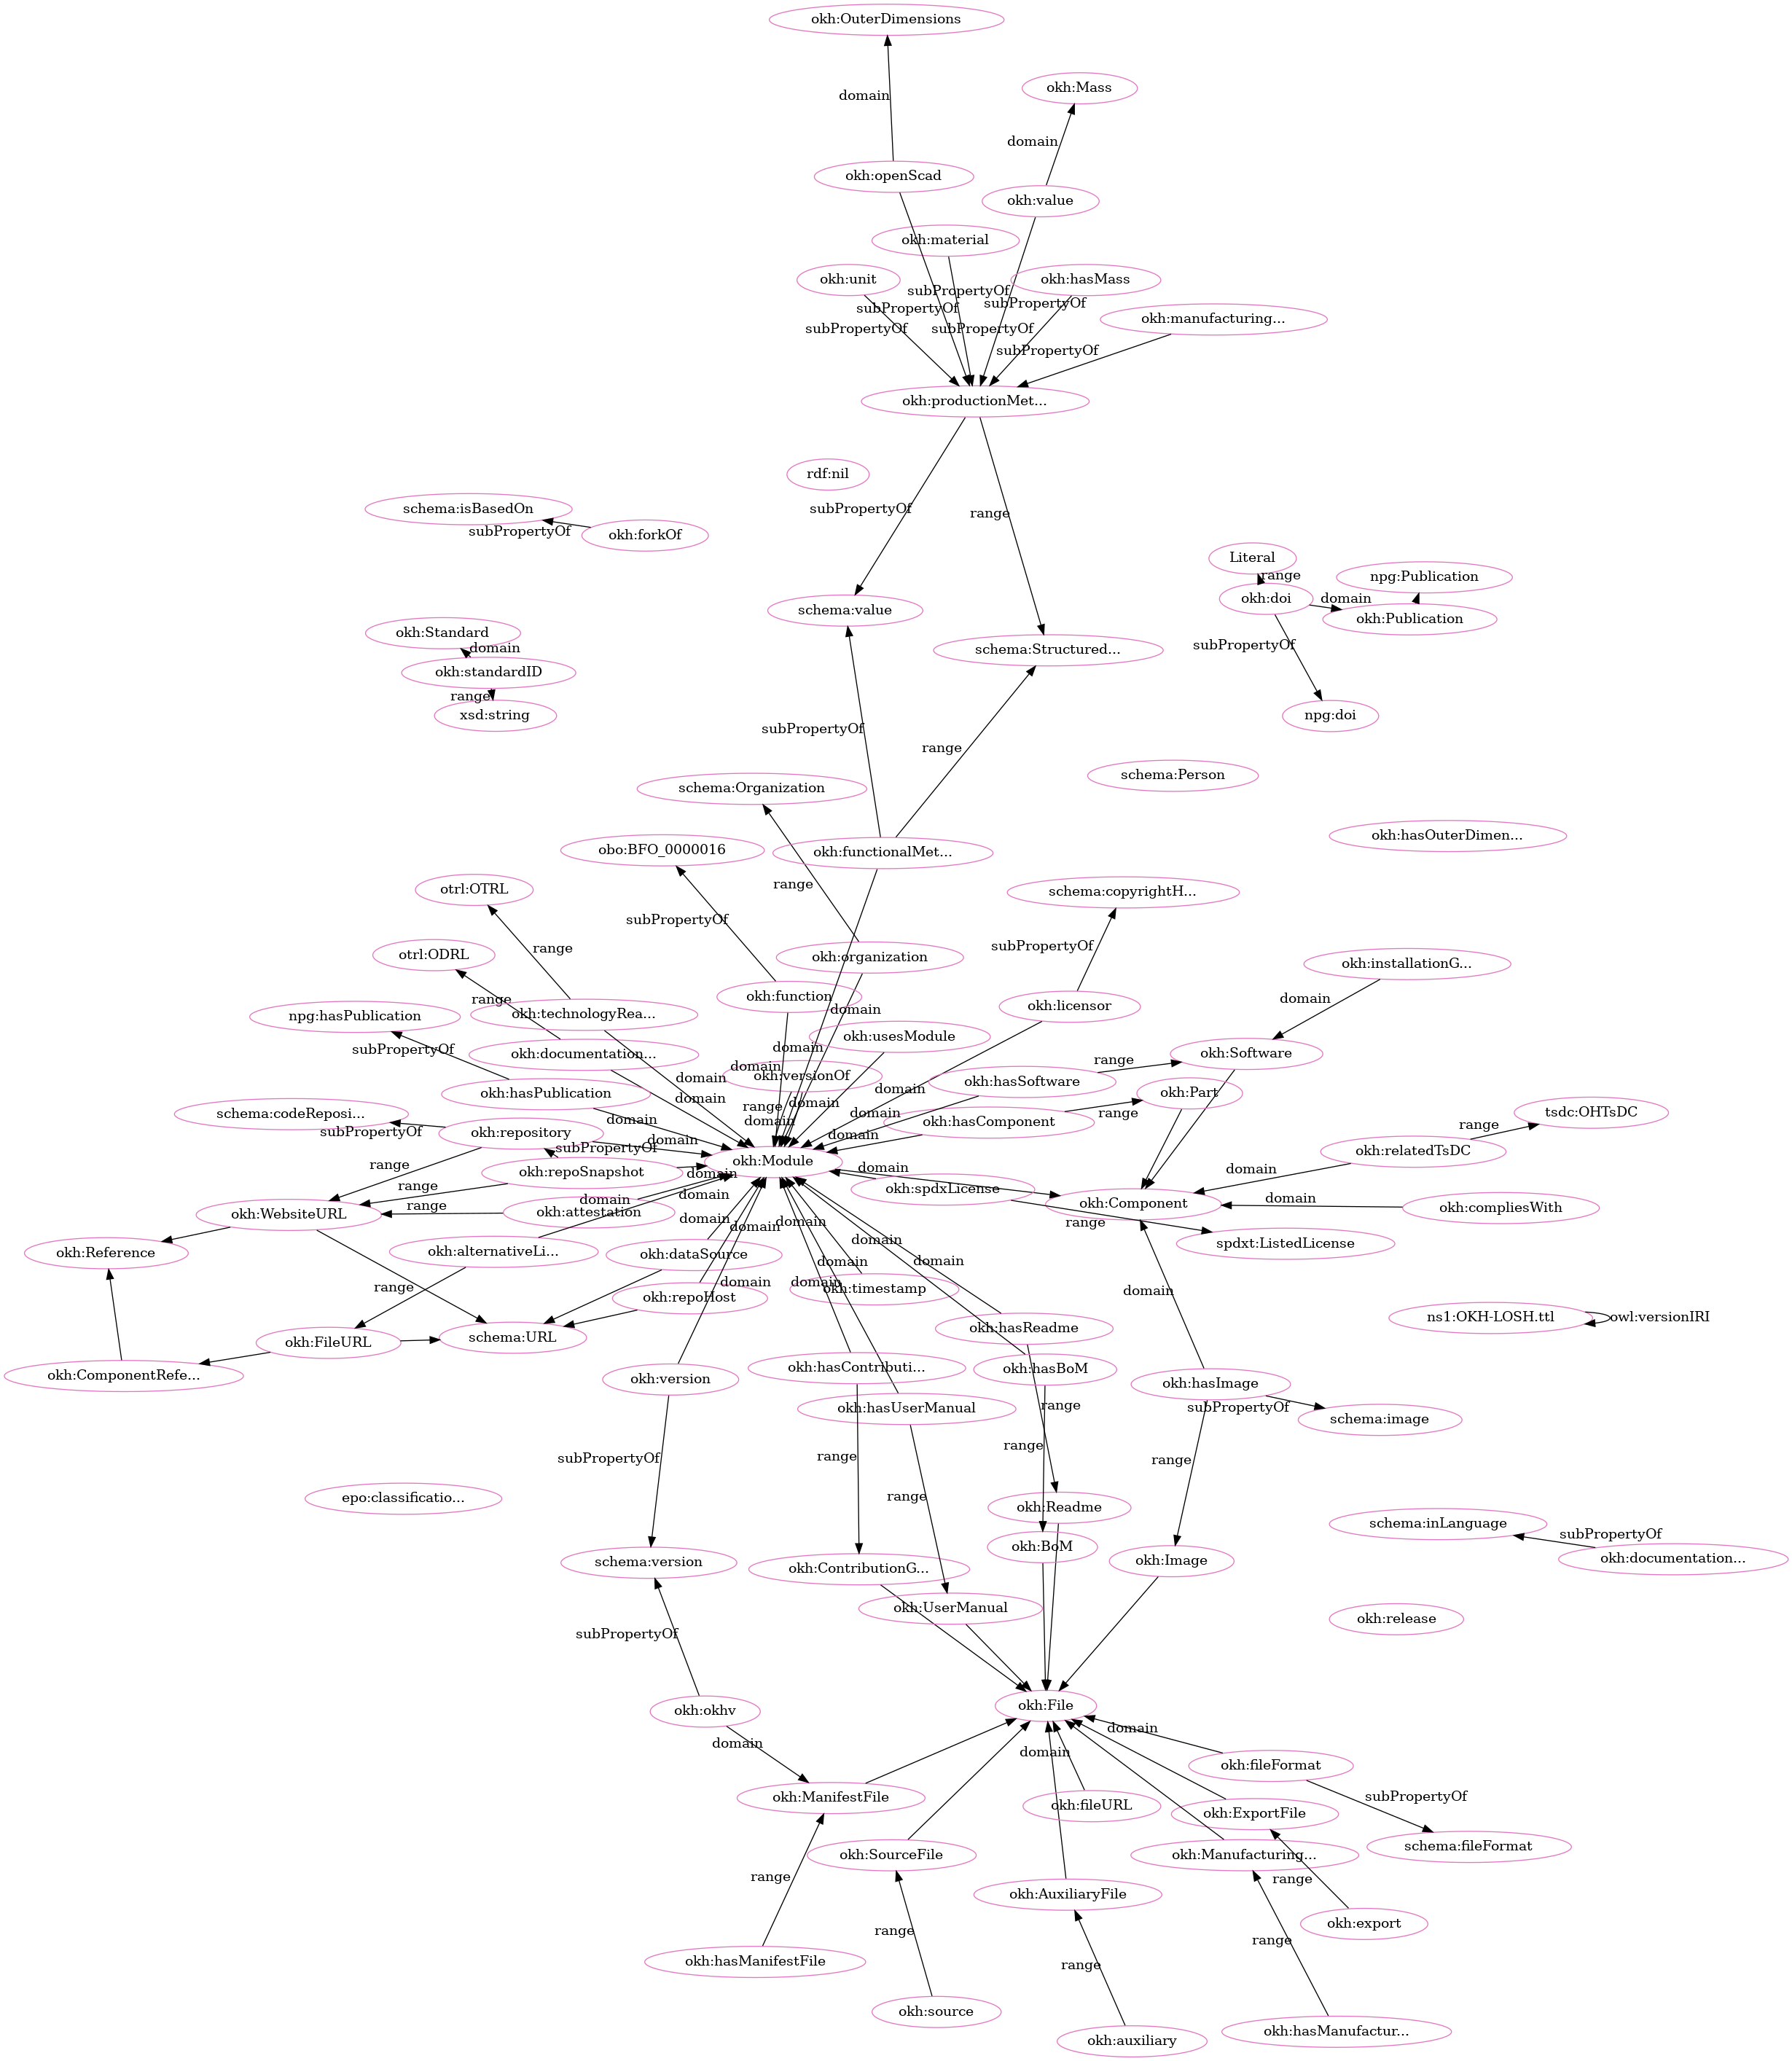 okh:OuterDimensions
okh:Mass
domain
domain
okh:openScad
okh:value
okh:material
okh:unit
okh:hasMass
subPropertyOf
subPropertyOf
subPropertyOf
okh:manufacturing...
subPropertyOf
subPropertyOf
subPropertyOf
okh:productionMet...
rdf:nil
schema:isBasedOn
subPropertyOf
range
subPropertyOf
okh:forkOf
Literal
range
npg:Publication
okh:doi
domain
okh:Publication
schema:value
okh:Standard
domain
subPropertyOf
schema:Structured...
okh:standardID
range
xsd:string
npg:doi
subPropertyOf
range
schema:Person
schema:Organization
okh:hasOuterDimen...
obo:BFO_0000016
okh:functionalMet...
range
otrl:OTRL
schema:copyrightH...
subPropertyOf
range
subPropertyOf
otrl:ODRL
okh:organization
okh:installationG...
range
okh:function
domain
okh:licensor
domain
npg:hasPublication
okh:technologyRea...
okh:usesModule
subPropertyOf
okh:documentation...
domain
okh:Software
range
domain
okh:versionOf
domain
okh:hasSoftware
okh:hasPublication
domain
domain
domain
okh:Part
schema:codeReposi...
range
domain
domain
range
tsdc:OHTsDC
subPropertyOf
okh:repository
domain
domain
domain
okh:hasComponent
range
subPropertyOf
okh:relatedTsDC
range
okh:repoSnapshot
okh:Module
domain
domain
range
domain
domain
okh:spdxLicense
okh:Component
domain
okh:compliesWith
okh:WebsiteURL
range
domain
okh:attestation
domain
domain
domain
range
okh:Reference
okh:alternativeLi...
okh:dataSource
domain
domain
spdxt:ListedLicense
range
domain
domain
okh:timestamp
domain
okh:repoHost
ns1:OKH-LOSH.ttl
owl:versionIRI
okh:FileURL
schema:URL
okh:hasReadme
okh:ComponentRefe...
okh:version
okh:hasContributi...
okh:hasBoM
okh:hasImage
range
okh:hasUserManual
subPropertyOf
schema:image
subPropertyOf
range
range
range
epo:classificatio...
range
okh:Readme
schema:inLanguage
subPropertyOf
okh:BoM
okh:documentation...
schema:version
okh:ContributionG...
okh:Image
okh:UserManual
okh:release
subPropertyOf
okh:File
okh:okhv
domain
domain
domain
okh:fileFormat
okh:ManifestFile
okh:fileURL
okh:ExportFile
subPropertyOf
okh:SourceFile
okh:Manufacturing...
schema:fileFormat
range
okh:AuxiliaryFile
range
okh:export
range
range
okh:hasManifestFile
range
okh:source
okh:auxiliary
okh:hasManufactur...